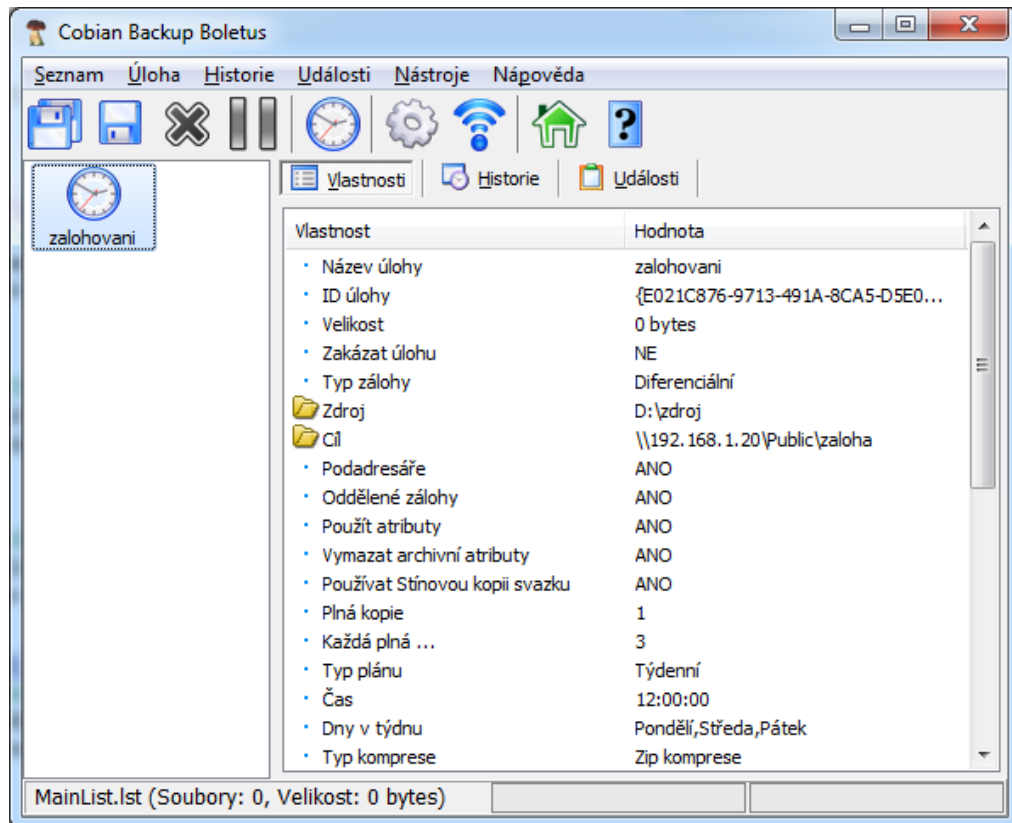 Cobian Backup Boletus
Seznam Úloha Historie Události Nástroje Nápověda
zalohovani
Vlastnosti Historie Události
Vlastnost Hodnota
Název úlohy zalohovani
ID úlohy {E021C876-9713-491A-8CA5-D5E0...
Velikost 0 bytes
Zakázat úlohu NE
Typ zálohy Diferenciální
Zdroj D:\zdroj
Cíl \\192.168.1.20\Public\zaloha
Podadresáře ANO
Oddělené zálohy ANO
Použít atributy ANO
Vymazat archivní atributy ANO
Používat Stínovou kopii svazku ANO
Plná kopie 1
Každá plná ... 3
Typ plánu Týdenní
Čas 12:00:00
Dny v týdnu Pondělí,Středa,Pátek
Typ komprese Zip komprese
MainList.lst (Soubory: 0, Velikost: 0 bytes)